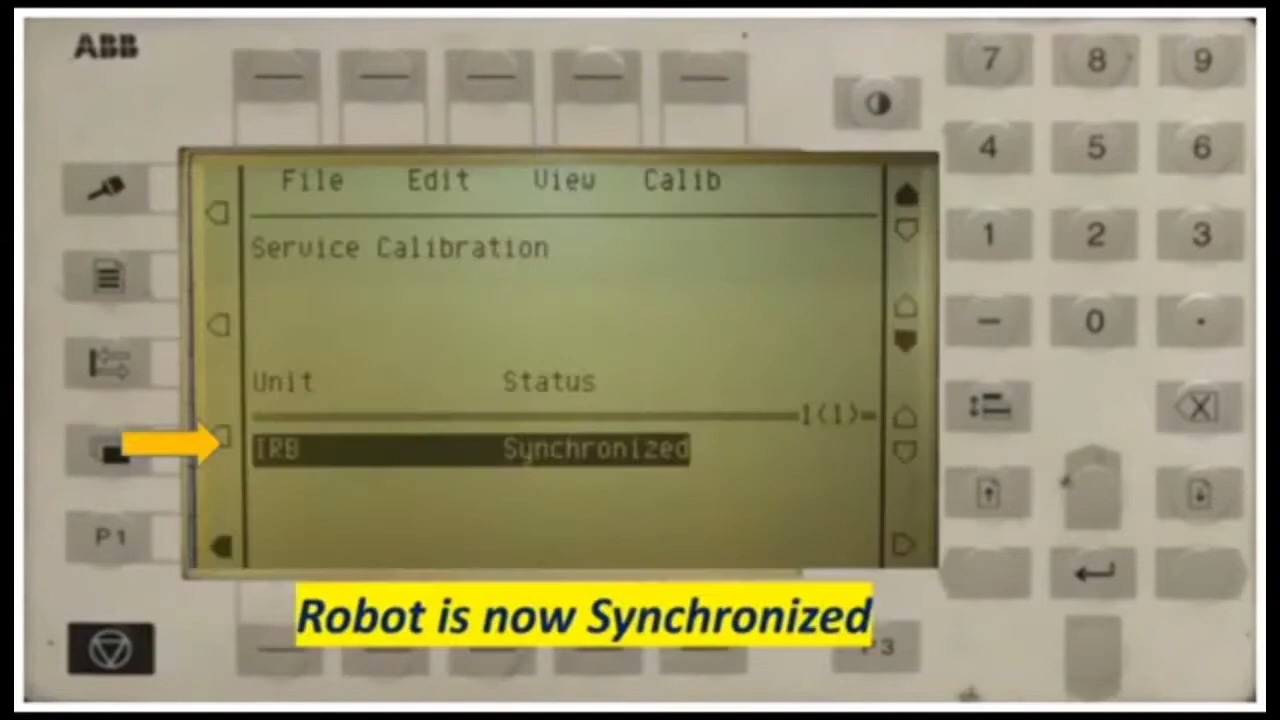 ABB
7 8 9
4 5 6
1 2 3
- 0 .
File Edit View Calib
Service Calibration
Unit Status
1(1)
IRB Synchronized
P1
P3
Robot is now Synchronized